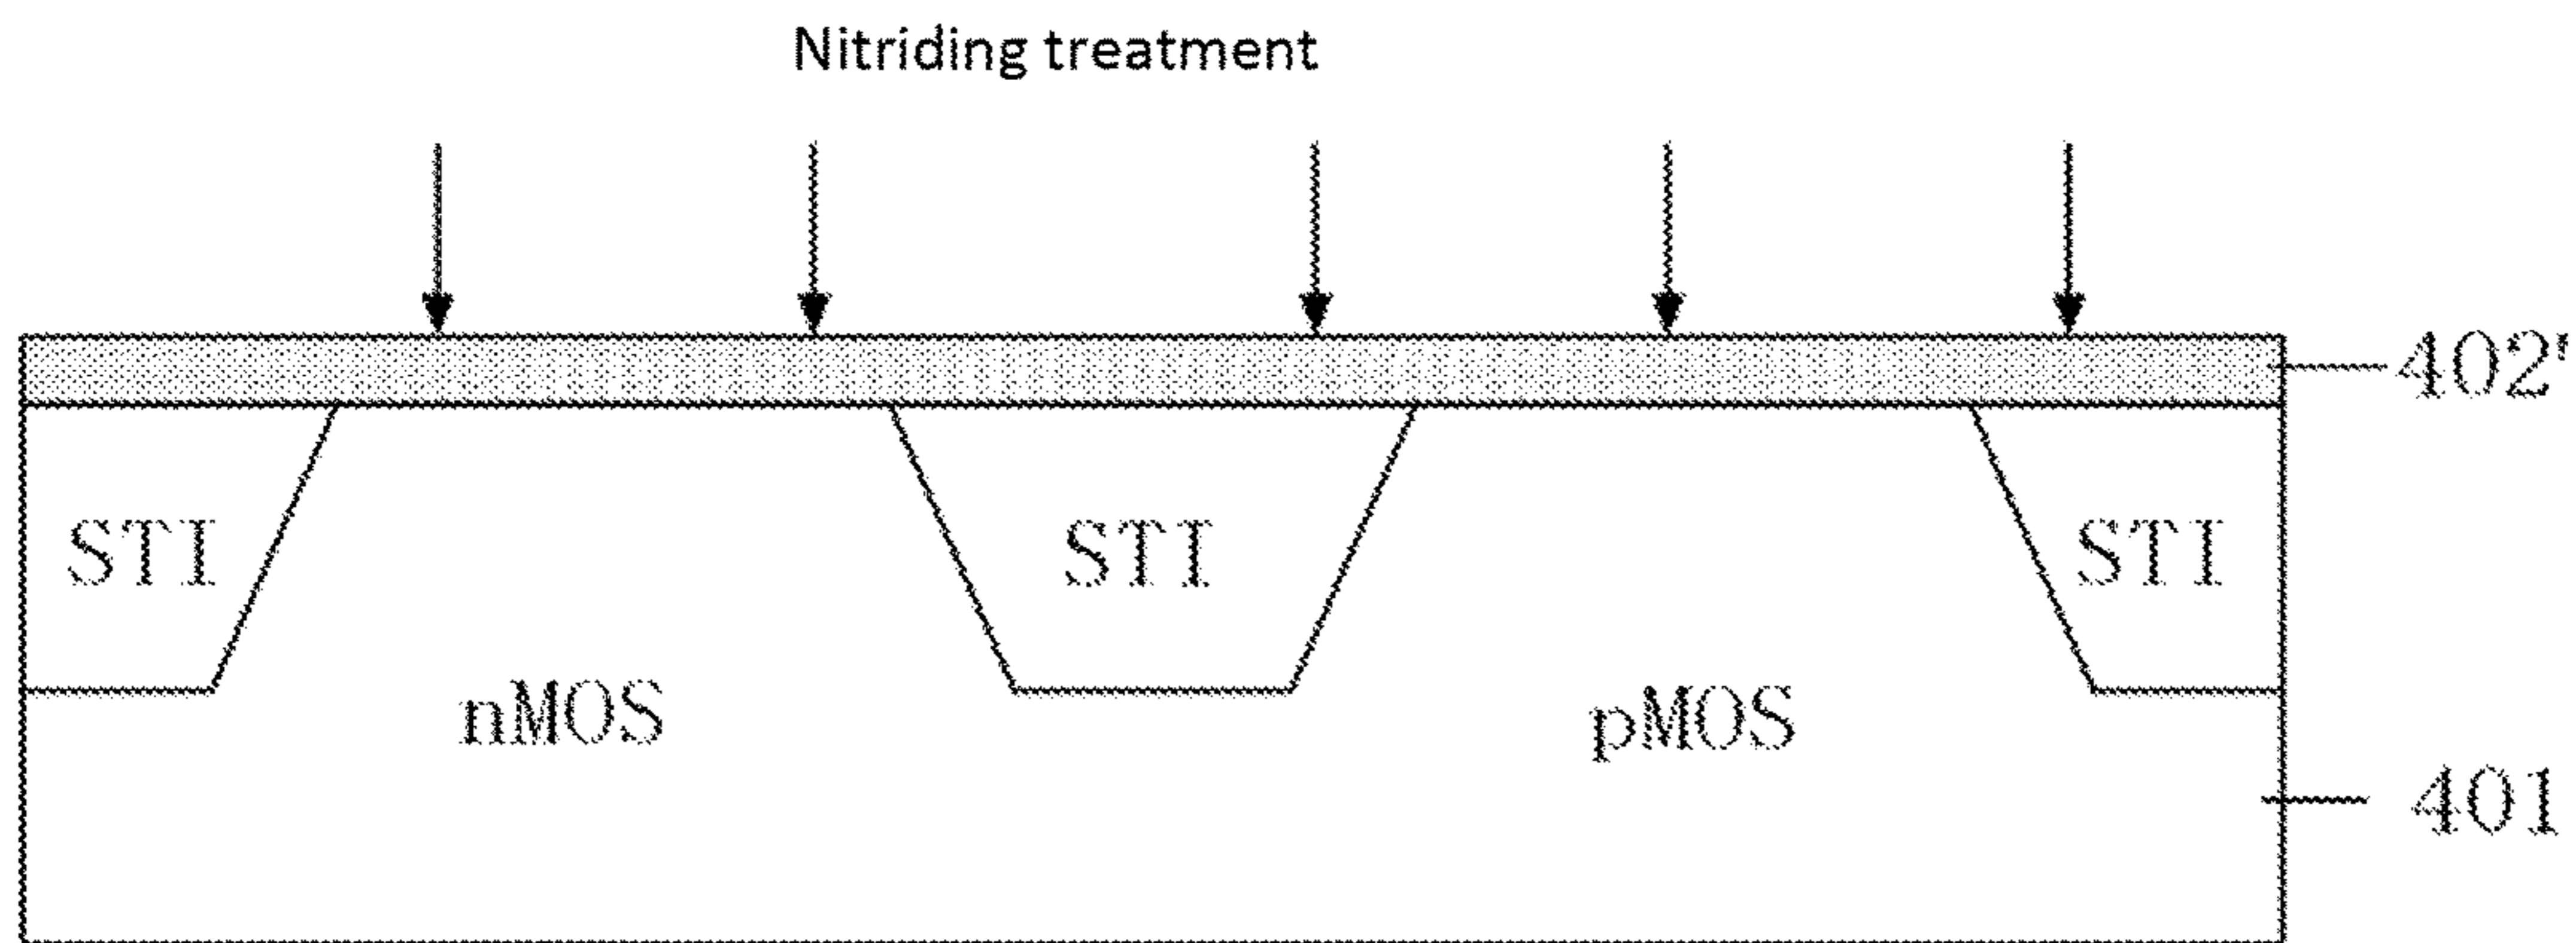 Nitriding treatment
402'
STI STI STI
nMOS pMOS
401